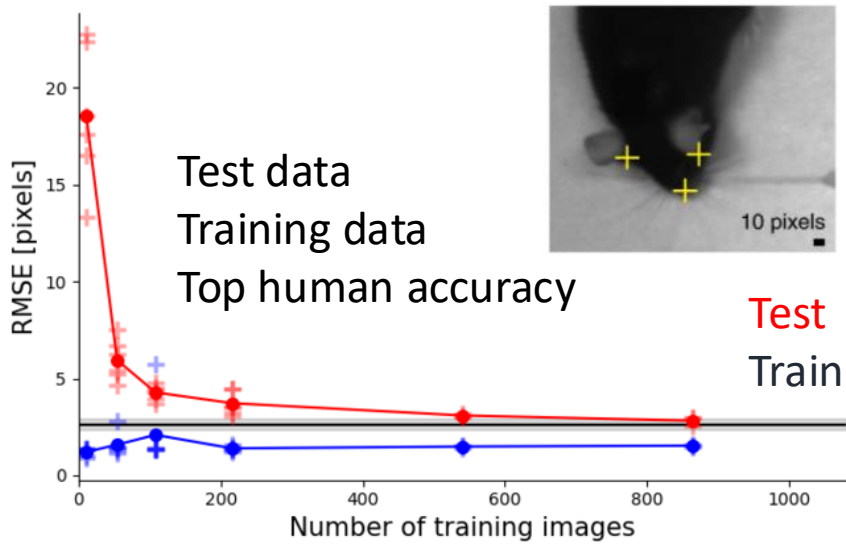 20
15
10
5
0
RMSE [pixels]
Test data
Training data
Top human accuracy
10 pixels
Test
Train
0 200 400 600 800 1000
Number of training images